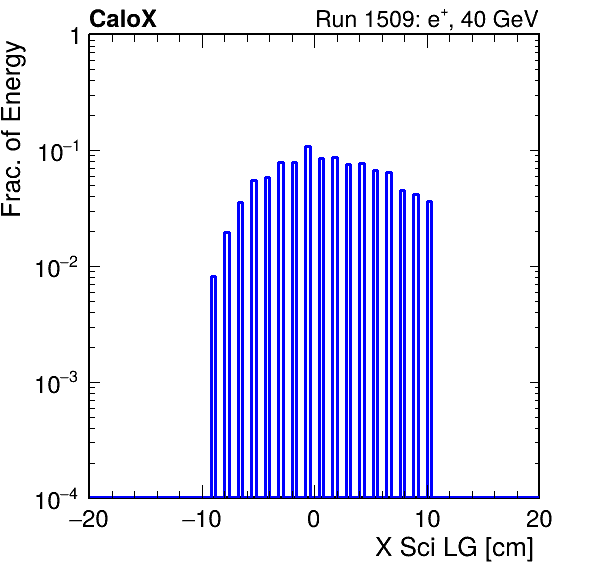 CaloX Run 1509: e⁺, 40 GeV
Frac. of Energy
1
10⁻¹
10⁻²
10⁻³
10⁻⁴
−20 −10 0 10 20
X Sci LG [cm]